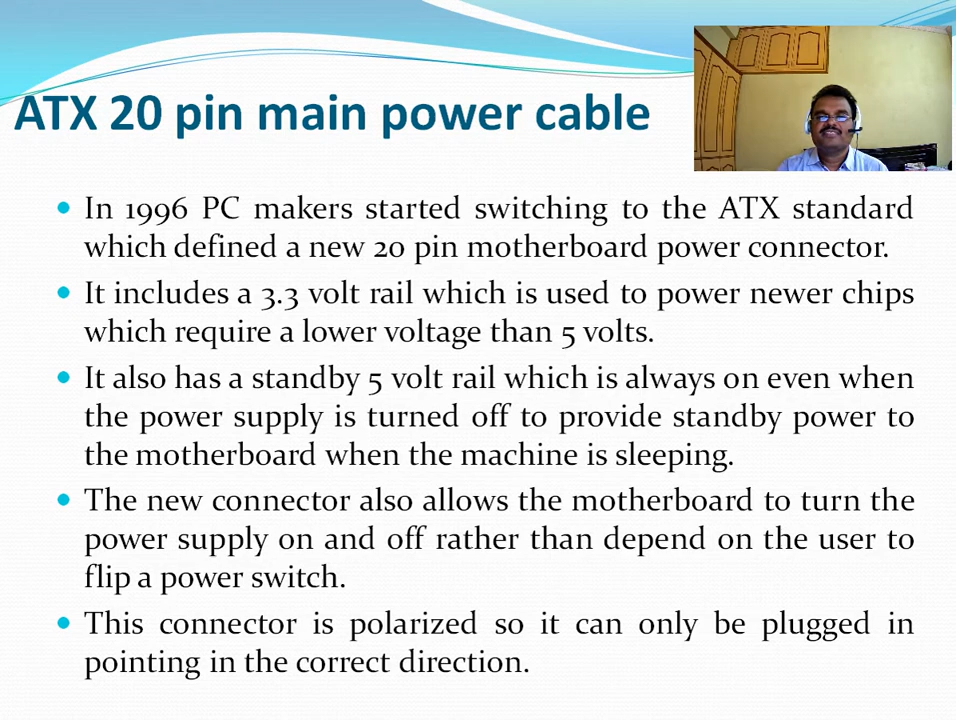 ATX 20 pin main power cable
In 1996 PC makers started switching to the ATX standard
which defined a new 20 pin motherboard power connector.
It includes a 3.3 volt rail which is used to power newer chips
which require a lower voltage than 5 volts.
It also has a standby 5 volt rail which is always on even when
the power supply is turned off to provide standby power to
the motherboard when the machine is sleeping.
The new connector also allows the motherboard to turn the
power supply on and off rather than depend on the user to
flip a power switch.
This connector is polarized so it can only be plugged in
pointing in the correct direction.